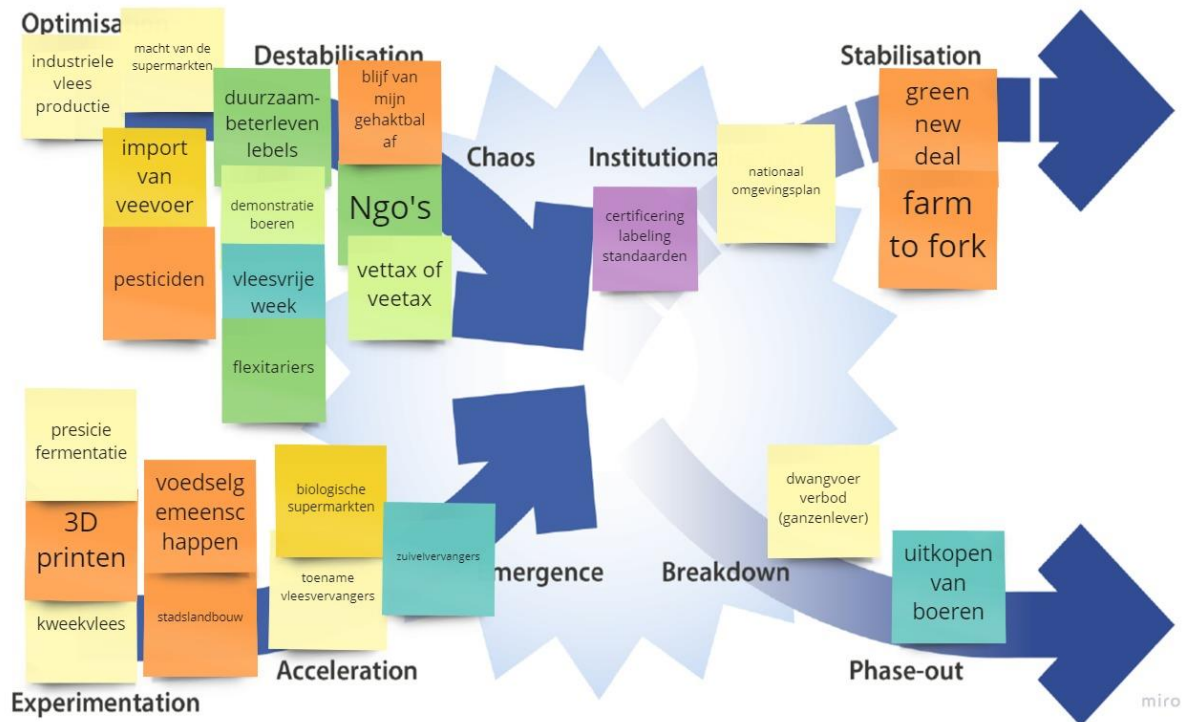 Optimisa
industriele
vlees
productie
macht van de
supermarkten
Destabilisation
duurzaam-
beterleven
lebels
blijf van
mijn
gehaktbal
af
import
van
veevoer
demonstratie
boeren
Ngo's
pesticiden
vleesvrije
week
vettax of
veetax
flexitariers
Chaos
Institutiona
certificering
labeling
standaarden
nationaal
omgevingsplan
Stabilisation
green
new
deal
farm
to fork
presicie
fermentatie
3D
printen
kweekvlees
voedselg
emeensc
happen
stadslandbouw
biologische
supermarkten
toename
vleesvervangers
zuivelvervangers
mergence
Breakdown
dwangvoer
verbod
(ganzenlever)
uitkopen
van
boeren
Experimentation
Acceleration
Phase-out
miro